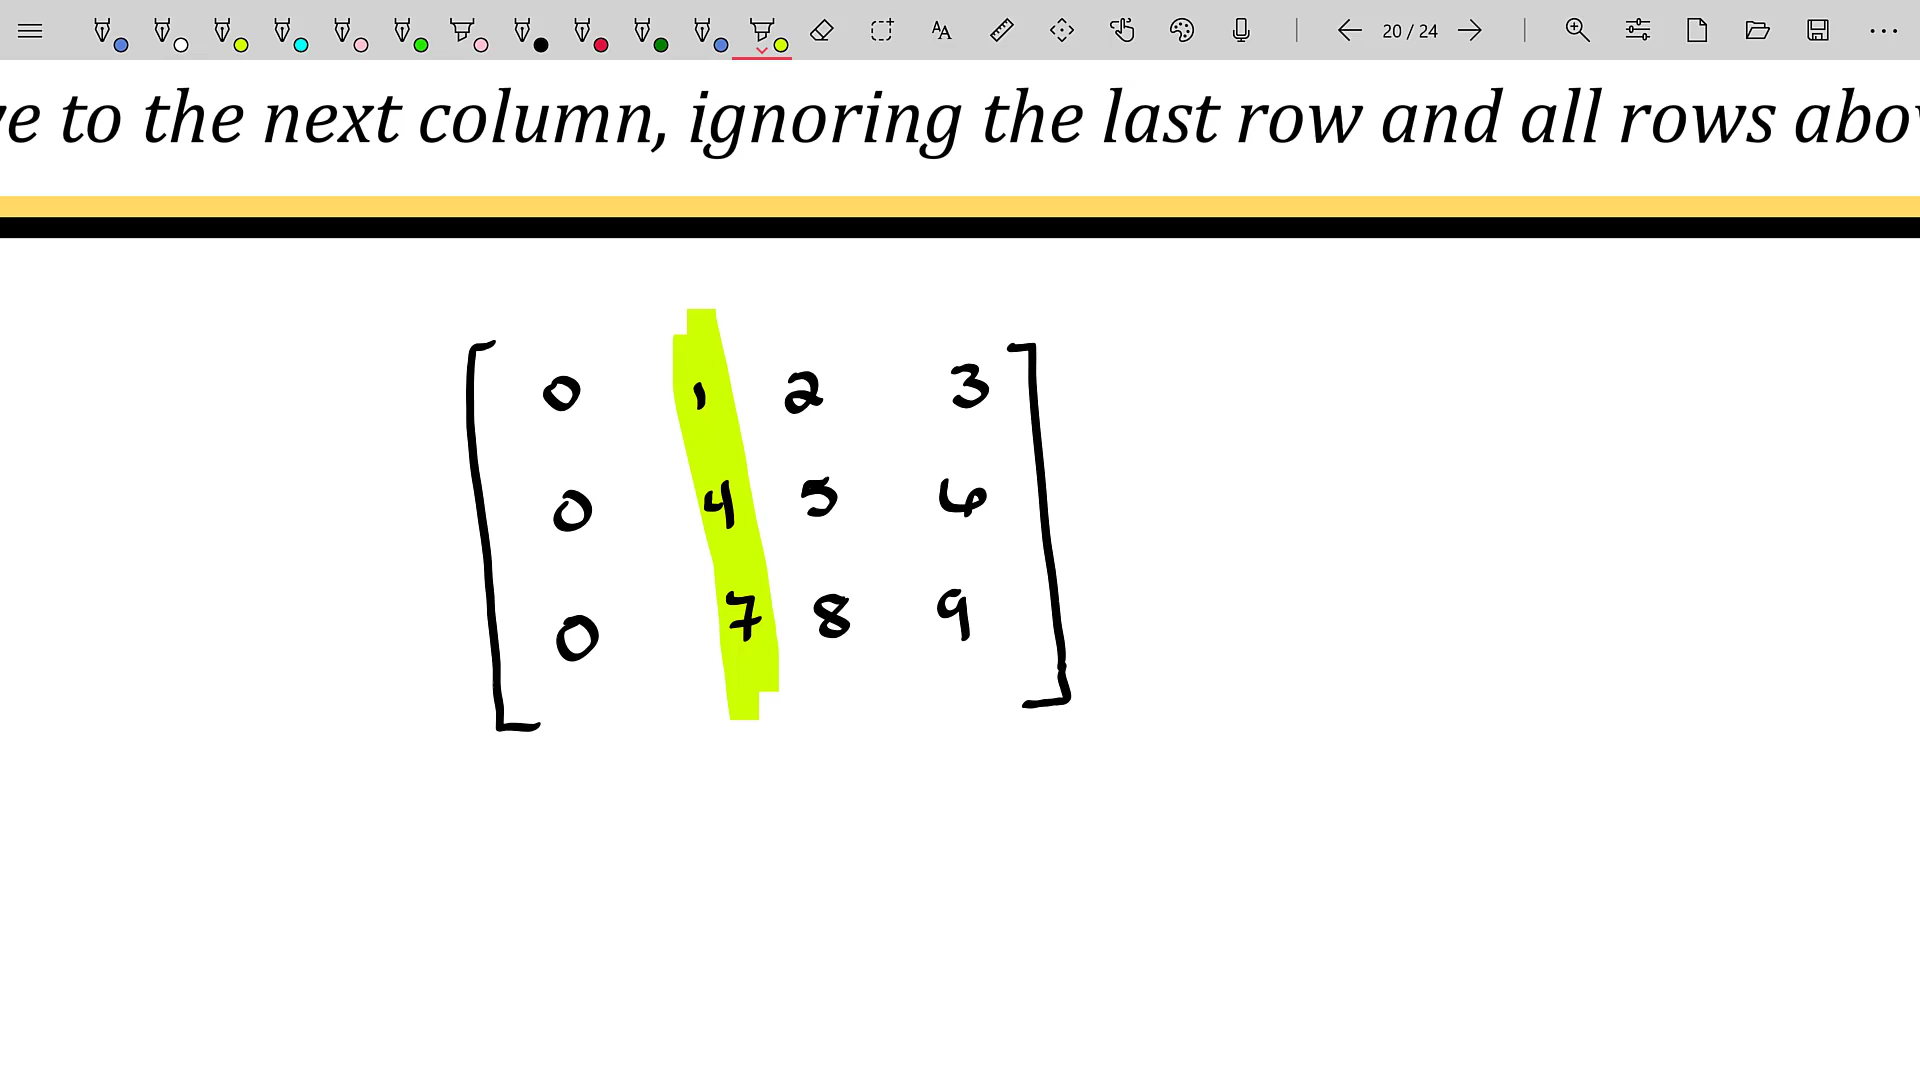 20 / 24
to the next column, ignoring the last row and all rows
0 1 2 3
0 4 5 6
0 7 8 9